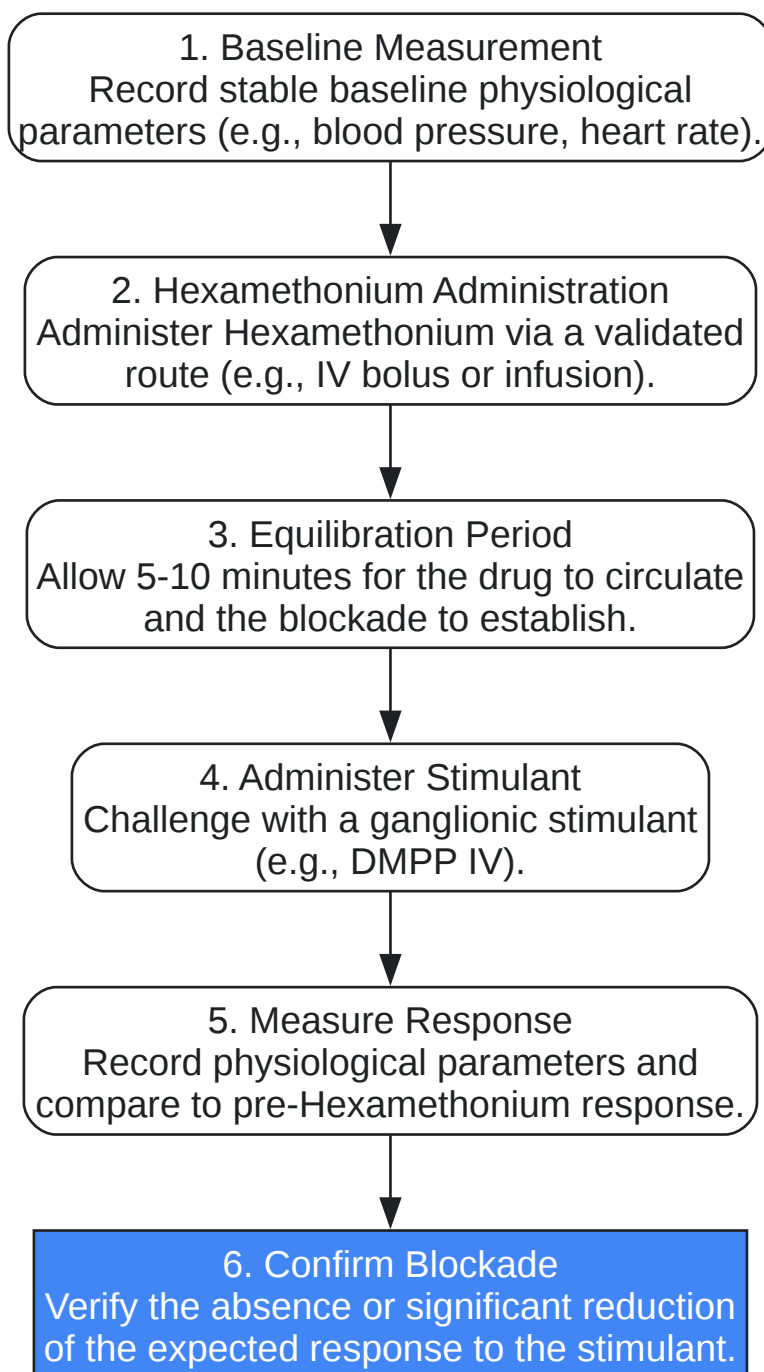 1. Baseline Measurement
Record stable baseline physiological
parameters (e.g., blood pressure, heart rate).
2. Hexamethonium Administration
Administer Hexamethonium via a validated
route (e.g., IV bolus or infusion).
3. Equilibration Period
Allow 5-10 minutes for the drug to circulate
and the blockade to establish.
4. Administer Stimulant
Challenge with a ganglionic stimulant
(e.g., DMPP IV).
5. Measure Response
Record physiological parameters and
compare to pre-Hexamethonium response.
6. Confirm Blockade
Verify the absence or significant reduction
of the expected response to the stimulant.